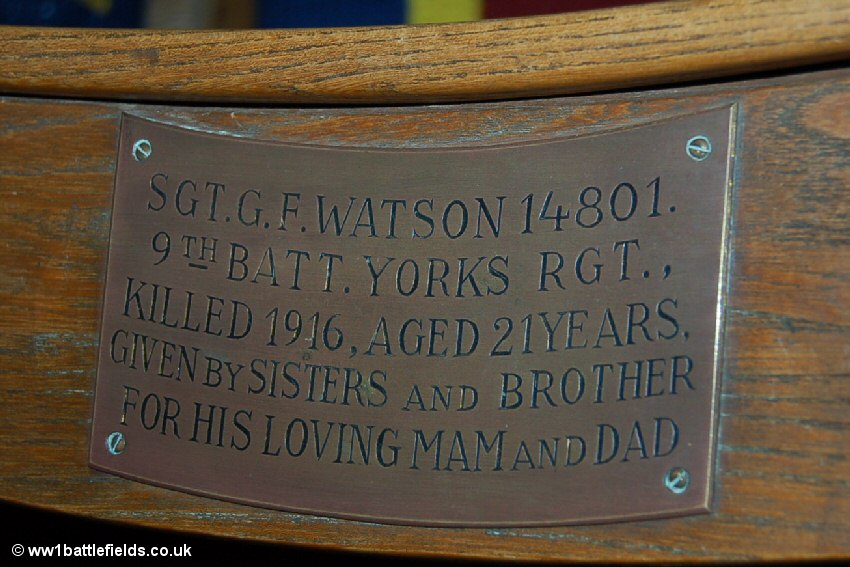 SGT. G. F. WATSON 14801.
9TH BATT. YORKS RGT.,
KILLED 1916, AGED 21 YEARS.
GIVEN BY SISTERS AND BROTHER
FOR HIS LOVING MAM AND DAD
© ww1battlefields.co.uk